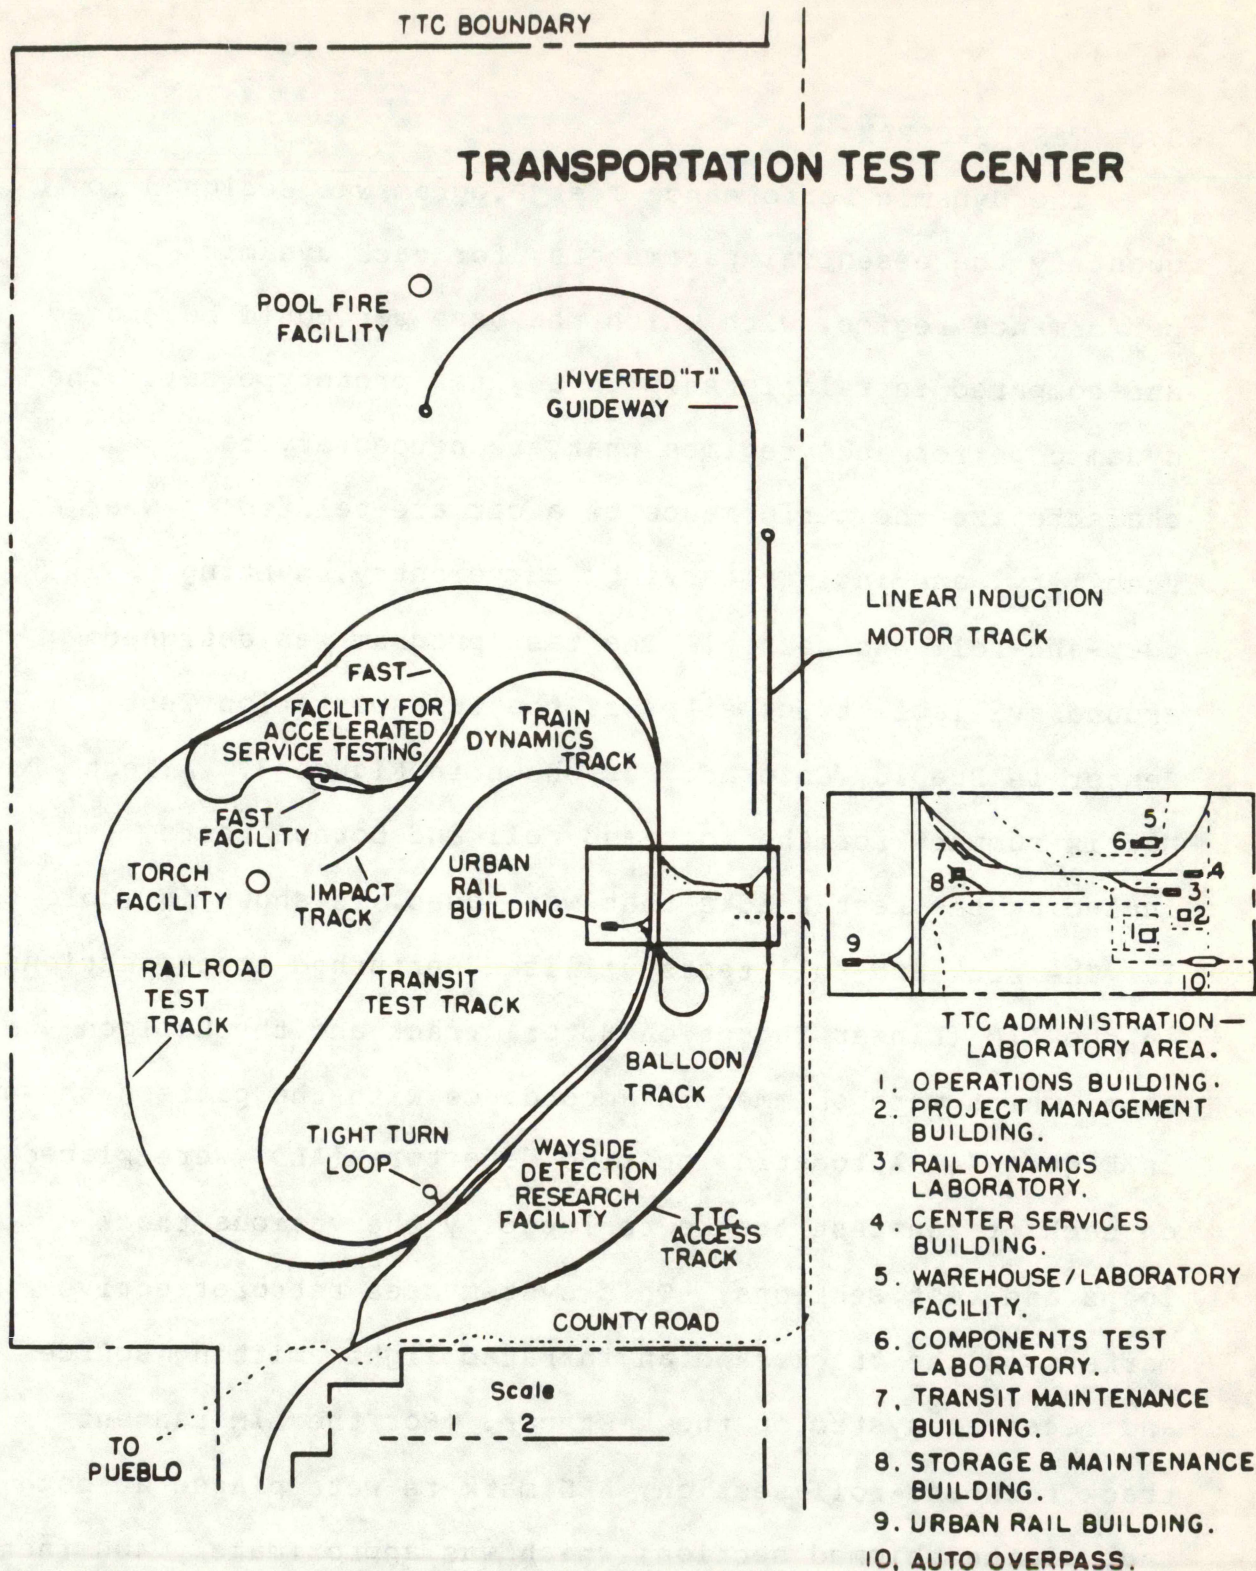 TTC BOUNDARY
TRANSPORTATION TEST CENTER
POOL FIRE
FACILITY
INVERTED "T"
GUIDEWAY
LINEAR INDUCTION
MOTOR TRACK
FAST
FACILITY FOR
ACCELERATED
SERVICE TESTING
TRAIN
DYNAMICS
TRACK
FAST
FACILITY
TORCH
FACILITY
IMPACT
TRACK
URBAN
RAIL
BUILDING
RAILROAD
TEST
TRACK
TRANSIT
TEST TRACK
BALLOON
TRACK
TIGHT TURN
LOOP
WAYSIDE
DETECTION
RESEARCH
FACILITY
TTC
ACCESS
TRACK
COUNTY ROAD
Scale
1 2
TO
PUEBLO
5
6
7
4
8
3
2
1
9
10
TTC ADMINISTRATION—
LABORATORY AREA.
1. OPERATIONS BUILDING.
2. PROJECT MANAGEMENT
BUILDING.
3. RAIL DYNAMICS
LABORATORY.
4. CENTER SERVICES
BUILDING.
5. WAREHOUSE/LABORATORY
FACILITY.
6. COMPONENTS TEST
LABORATORY.
7. TRANSIT MAINTENANCE
BUILDING.
8. STORAGE & MAINTENANCE
BUILDING.
9. URBAN RAIL BUILDING.
10. AUTO OVERPASS.